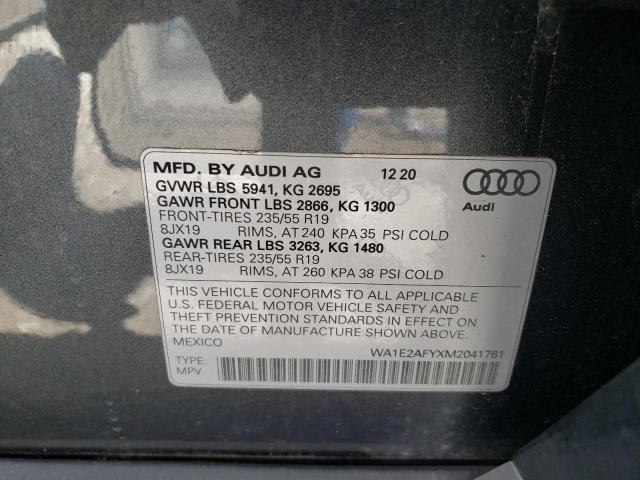 MFD. BY AUDI AG 12 20
GVWR LBS 5941, KG 2695
GAWR FRONT LBS 2866, KG 1300
FRONT-TIRES 235/55 R19
8JX19 RIMS, AT 240 KPA 35 PSI COLD
GAWR REAR LBS 3263, KG 1480
REAR-TIRES 235/55 R19
8JX19 RIMS, AT 260 KPA 38 PSI COLD
Audi
THIS VEHICLE CONFORMS TO ALL APPLICABLE
U.S. FEDERAL MOTOR VEHICLE SAFETY AND
THEFT PREVENTION STANDARDS IN EFFECT ON
THE DATE OF MANUFACTURE SHOWN ABOVE.
MEXICO
WA1E2AFYXM2041761
TYPE:
MPV